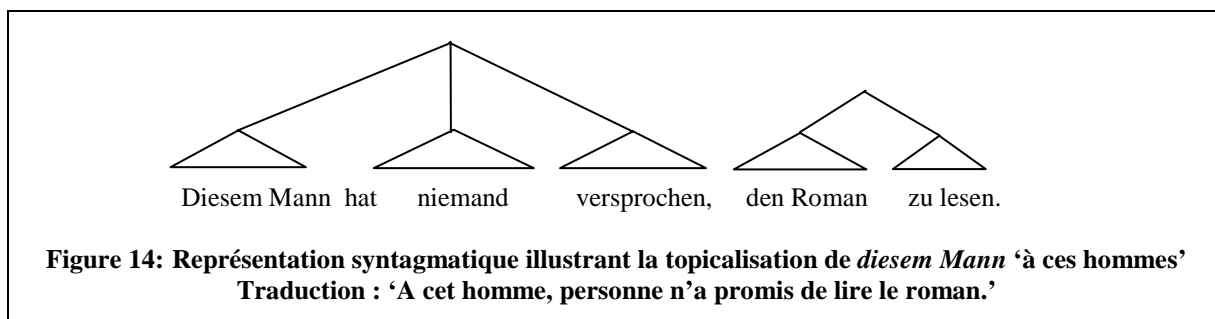 Diesem Mann hat niemand versprochen, den Roman zu lesen.
Figure 14: Représentation syntagmatique illustrant la topicalisation de diesem Mann ‘à ces hommes’
Traduction : ‘A cet homme, personne n’a promis de lire le roman.’